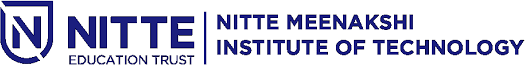 N NITTE
EDUCATION TRUST
NITTE MEENAKSHI
INSTITUTE OF TECHNOLOGY